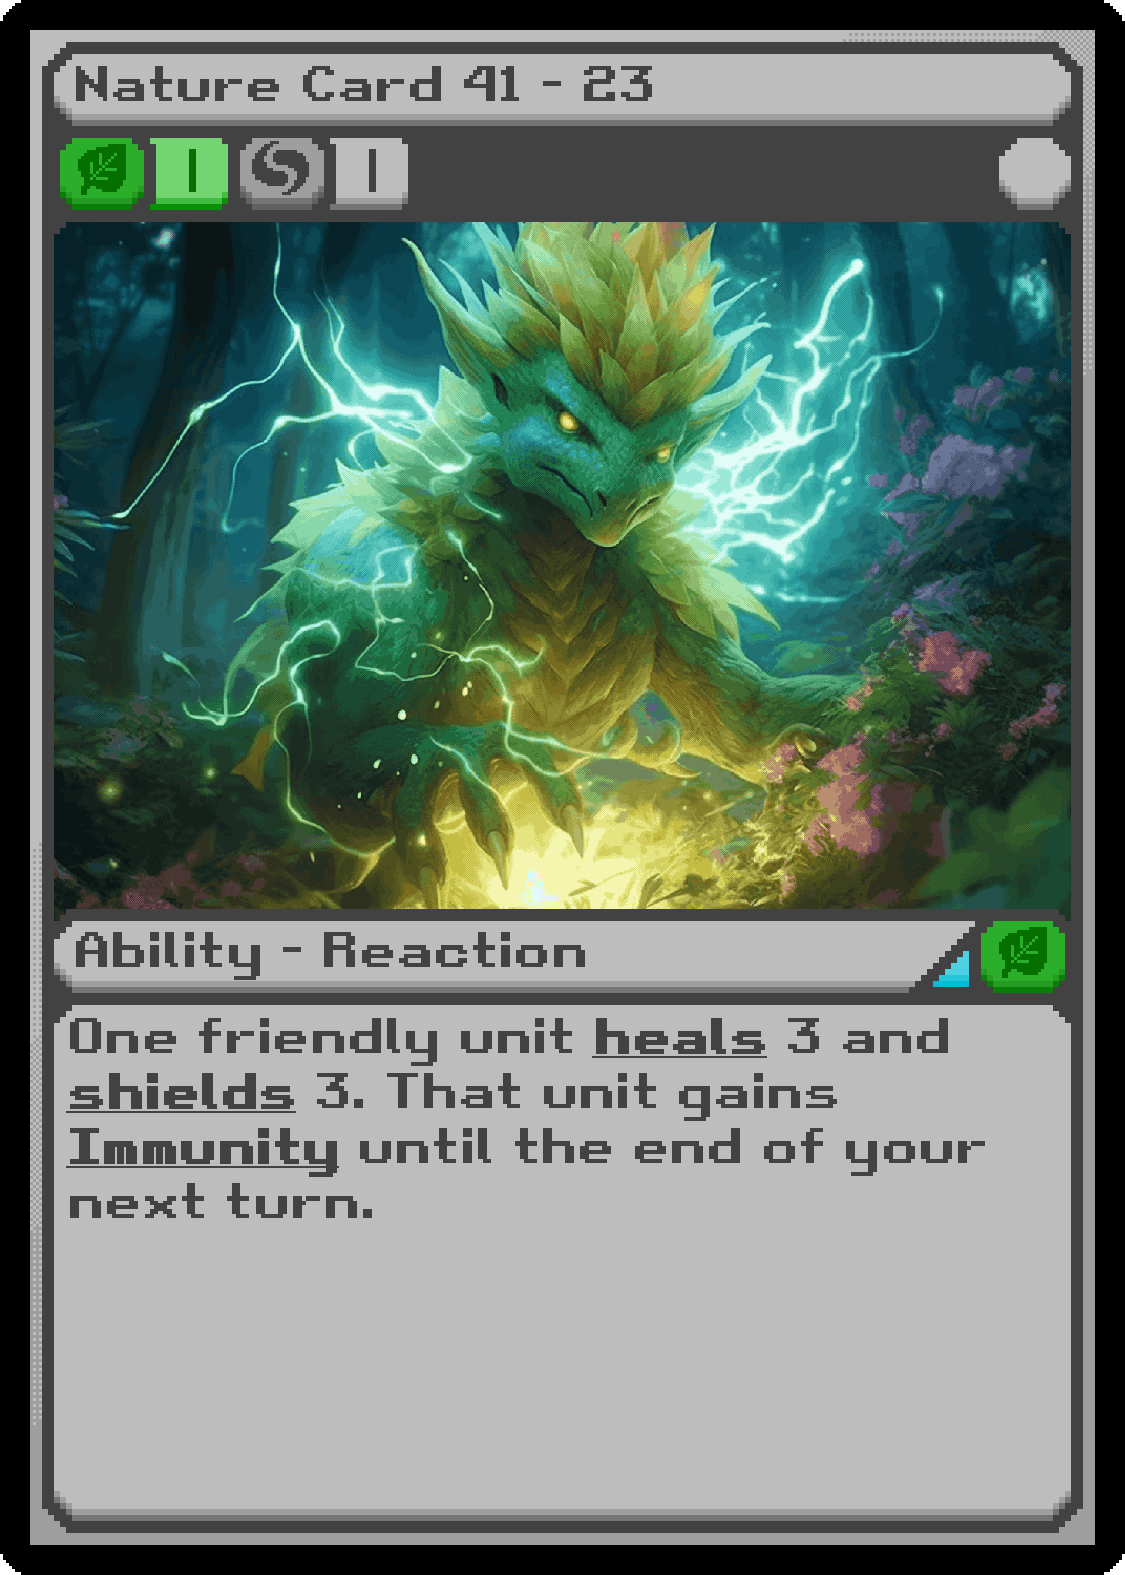 Nature Card 41 - 23
1 1
Ability - Reaction
One friendly unit heals 3 and
shields 3. That unit gains
Immunity until the end of your
next turn.